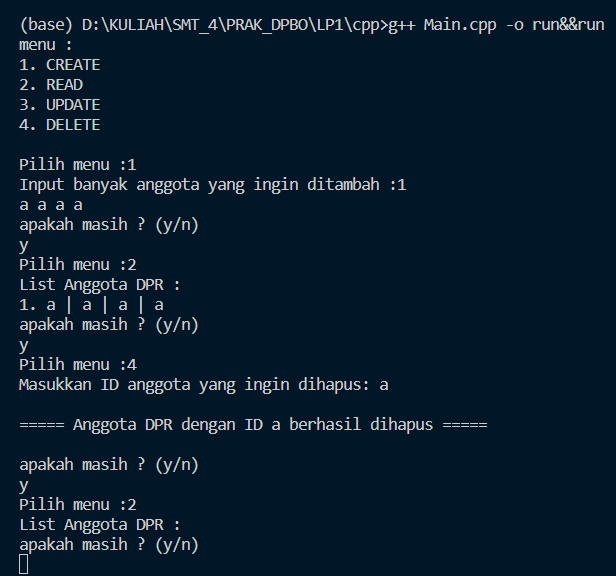 (base) D:\KULIAH\SMT_4\PRAK_DPBO\LP1\cpp>g++ Main.cpp -o run&&run
menu :
1. CREATE
2. READ
3. UPDATE
4. DELETE

Pilih menu :1
Input banyak anggota yang ingin ditambah :1
a a a a
apakah masih ? (y/n)
y
Pilih menu :2
List Anggota DPR :
1. a | a | a | a
apakah masih ? (y/n)
y
Pilih menu :4
Masukkan ID anggota yang ingin dihapus: a

===== Anggota DPR dengan ID a berhasil dihapus =====

apakah masih ? (y/n)
y
Pilih menu :2
List Anggota DPR :
apakah masih ? (y/n)